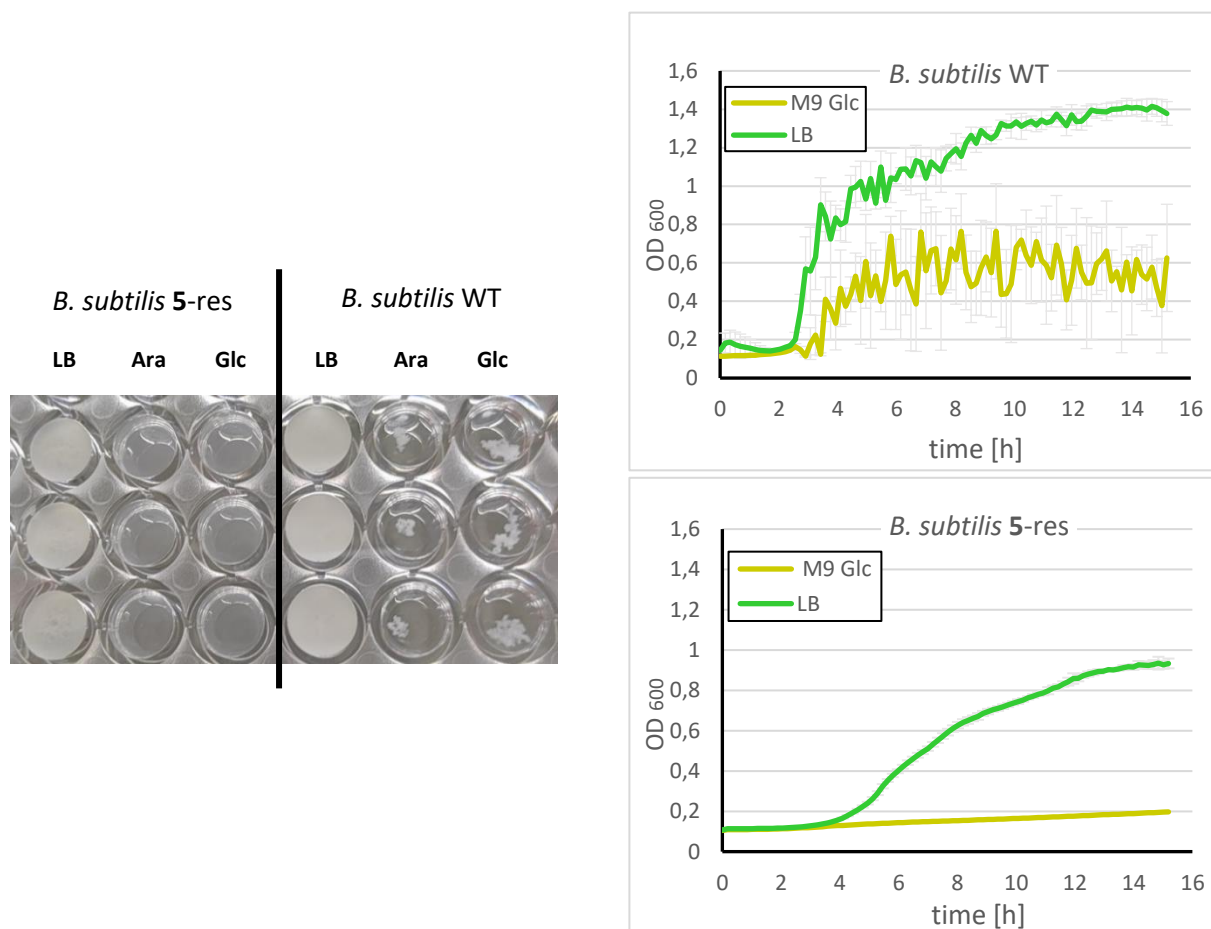 B. subtilis 5-res
B. subtilis WT
LB Ara Glc LB Ara Glc
B. subtilis WT
M9 Glc
LB
OD 600
1,6
1,4
1,2
1
0,8
0,6
0,4
0,2
0
0 2 4 6 8 10 12 14 16
time [h]
B. subtilis 5-res
M9 Glc
LB
OD 600
1,6
1,4
1,2
1
0,8
0,6
0,4
0,2
0
0 2 4 6 8 10 12 14 16
time [h]